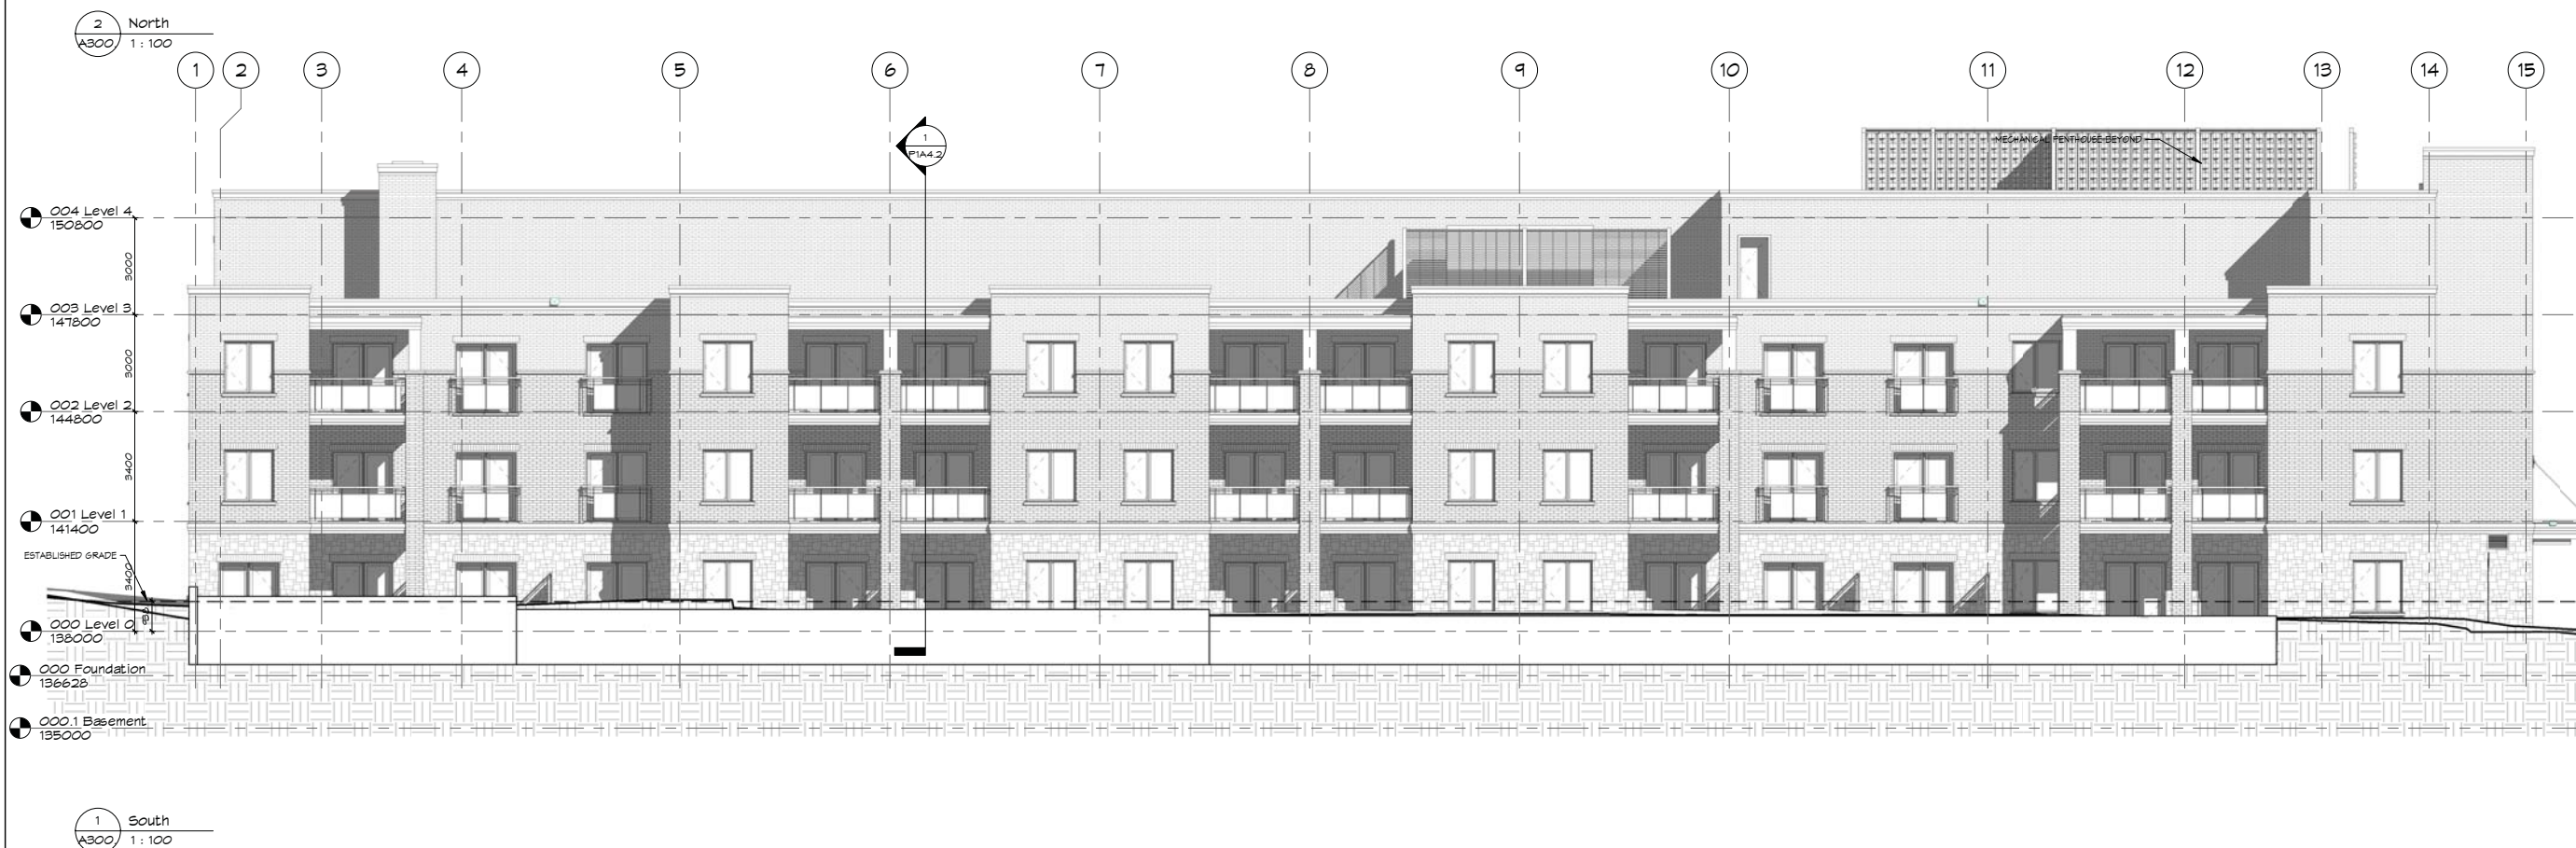 2 North
A300 1 : 100
1 2 3 4 5 6 7 8 9 10 11 12 13 14 15
1
P1A4.2
MECHANICAL PENTHOUSE BEYOND
004 Level 4
150800
3000
003 Level 3
147800
3000
002 Level 2
144800
3400
001 Level 1
141400
ESTABLISHED GRADE
3400
000 Level 0
138000
000 Foundation
136628
000.1 Basement
135000
1 South
A300 1 : 100